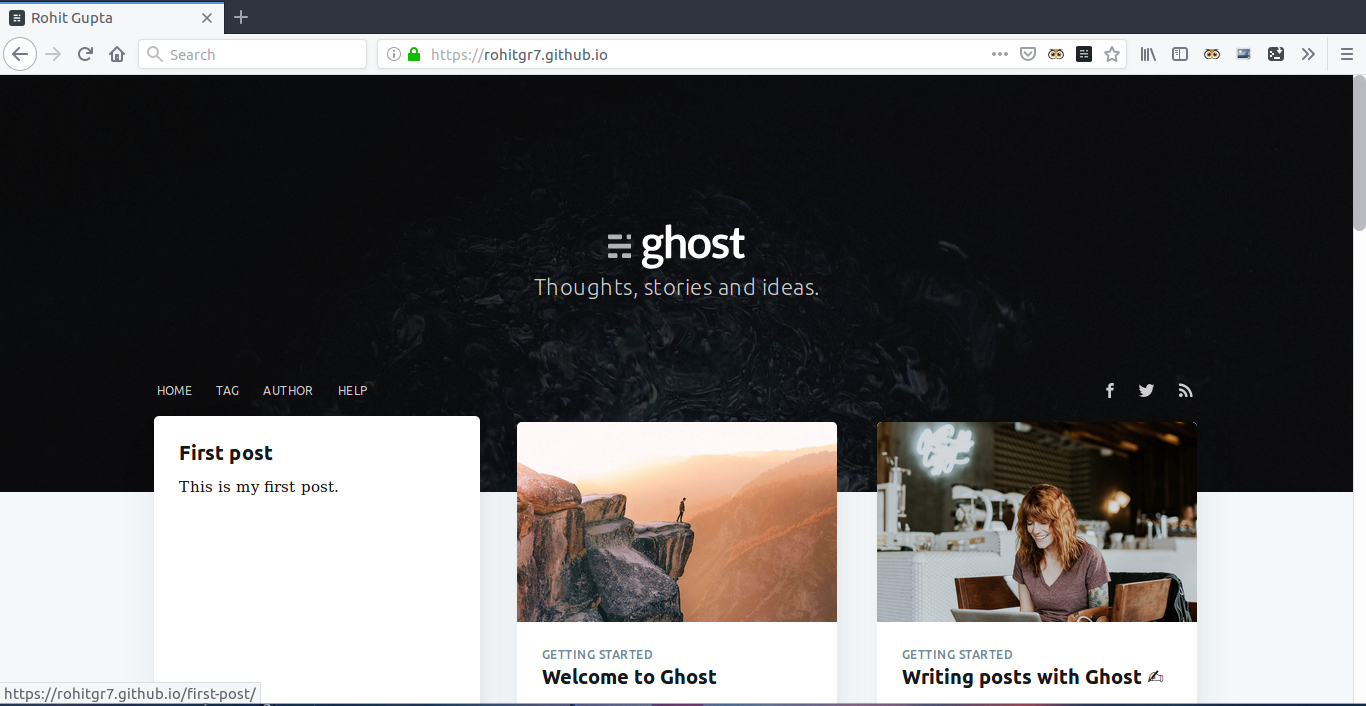 Rohit Gupta
Search
https://rohitgr7.github.io
ghost
Thoughts, stories and ideas.
HOME TAG AUTHOR HELP
First post
This is my first post.
GETTING STARTED
Welcome to Ghost
GETTING STARTED
Writing posts with Ghost ✍
https://rohitgr7.github.io/first-post/